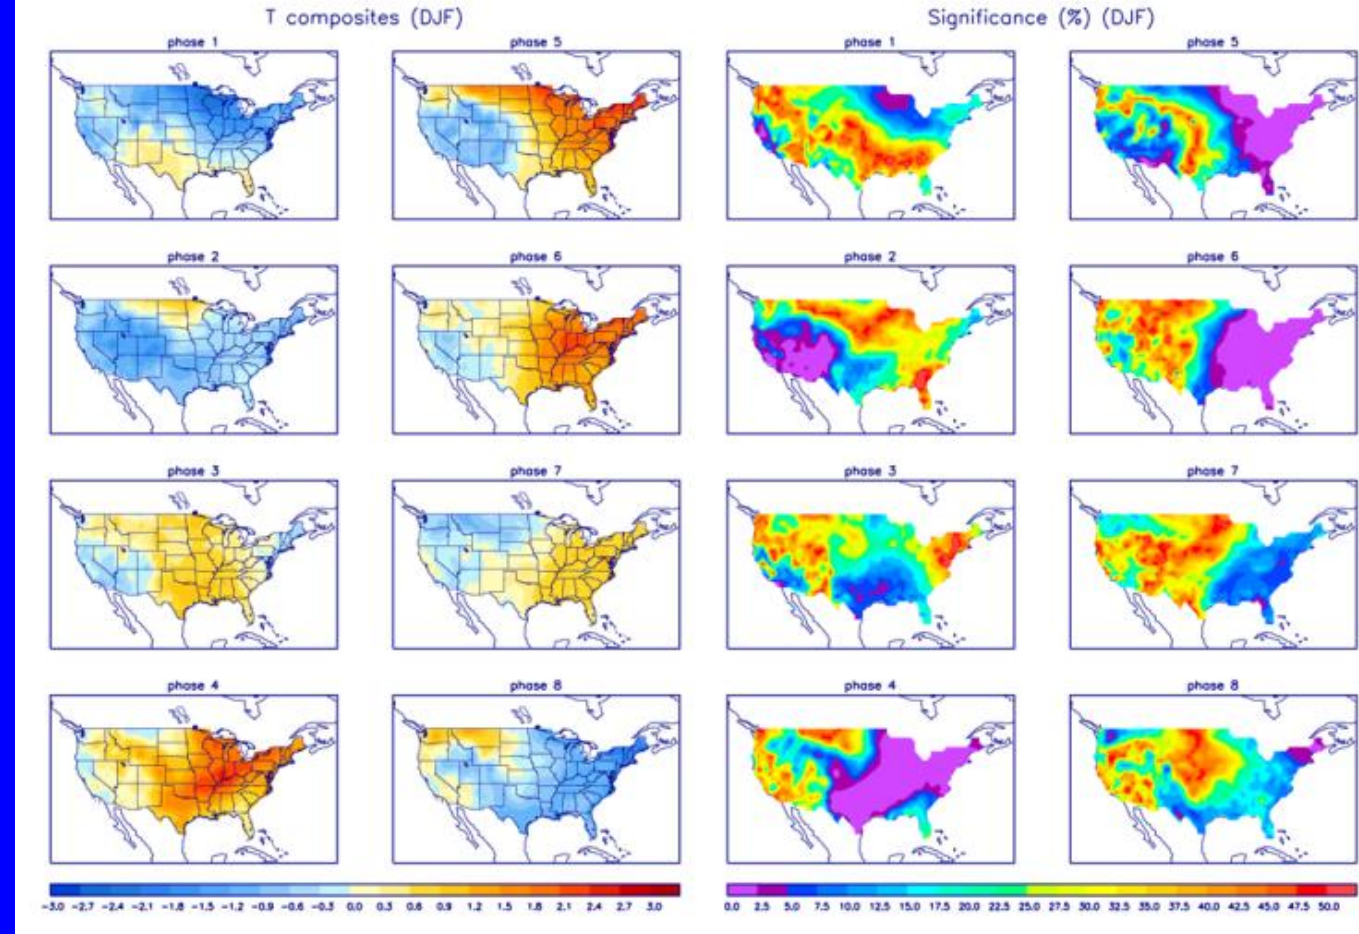 T composites (DJF)
Significance (%) (DJF)
phase 1
phase 5
phase 1
phase 5
phase 2
phase 6
phase 2
phase 6
phase 3
phase 7
phase 3
phase 7
phase 4
phase 8
phase 4
phase 8
-3.0 -2.7 -2.4 -2.1 -1.8 -1.5 -1.2 -0.9 -0.6 -0.3 0.0 0.3 0.6 0.9 1.2 1.5 1.8 2.1 2.4 2.7 3.0
0.0 2.5 5.0 7.5 10.0 12.5 15.0 17.5 20.0 22.5 25.0 27.5 30.0 32.5 35.0 37.5 40.0 42.5 45.0 47.5 50.0